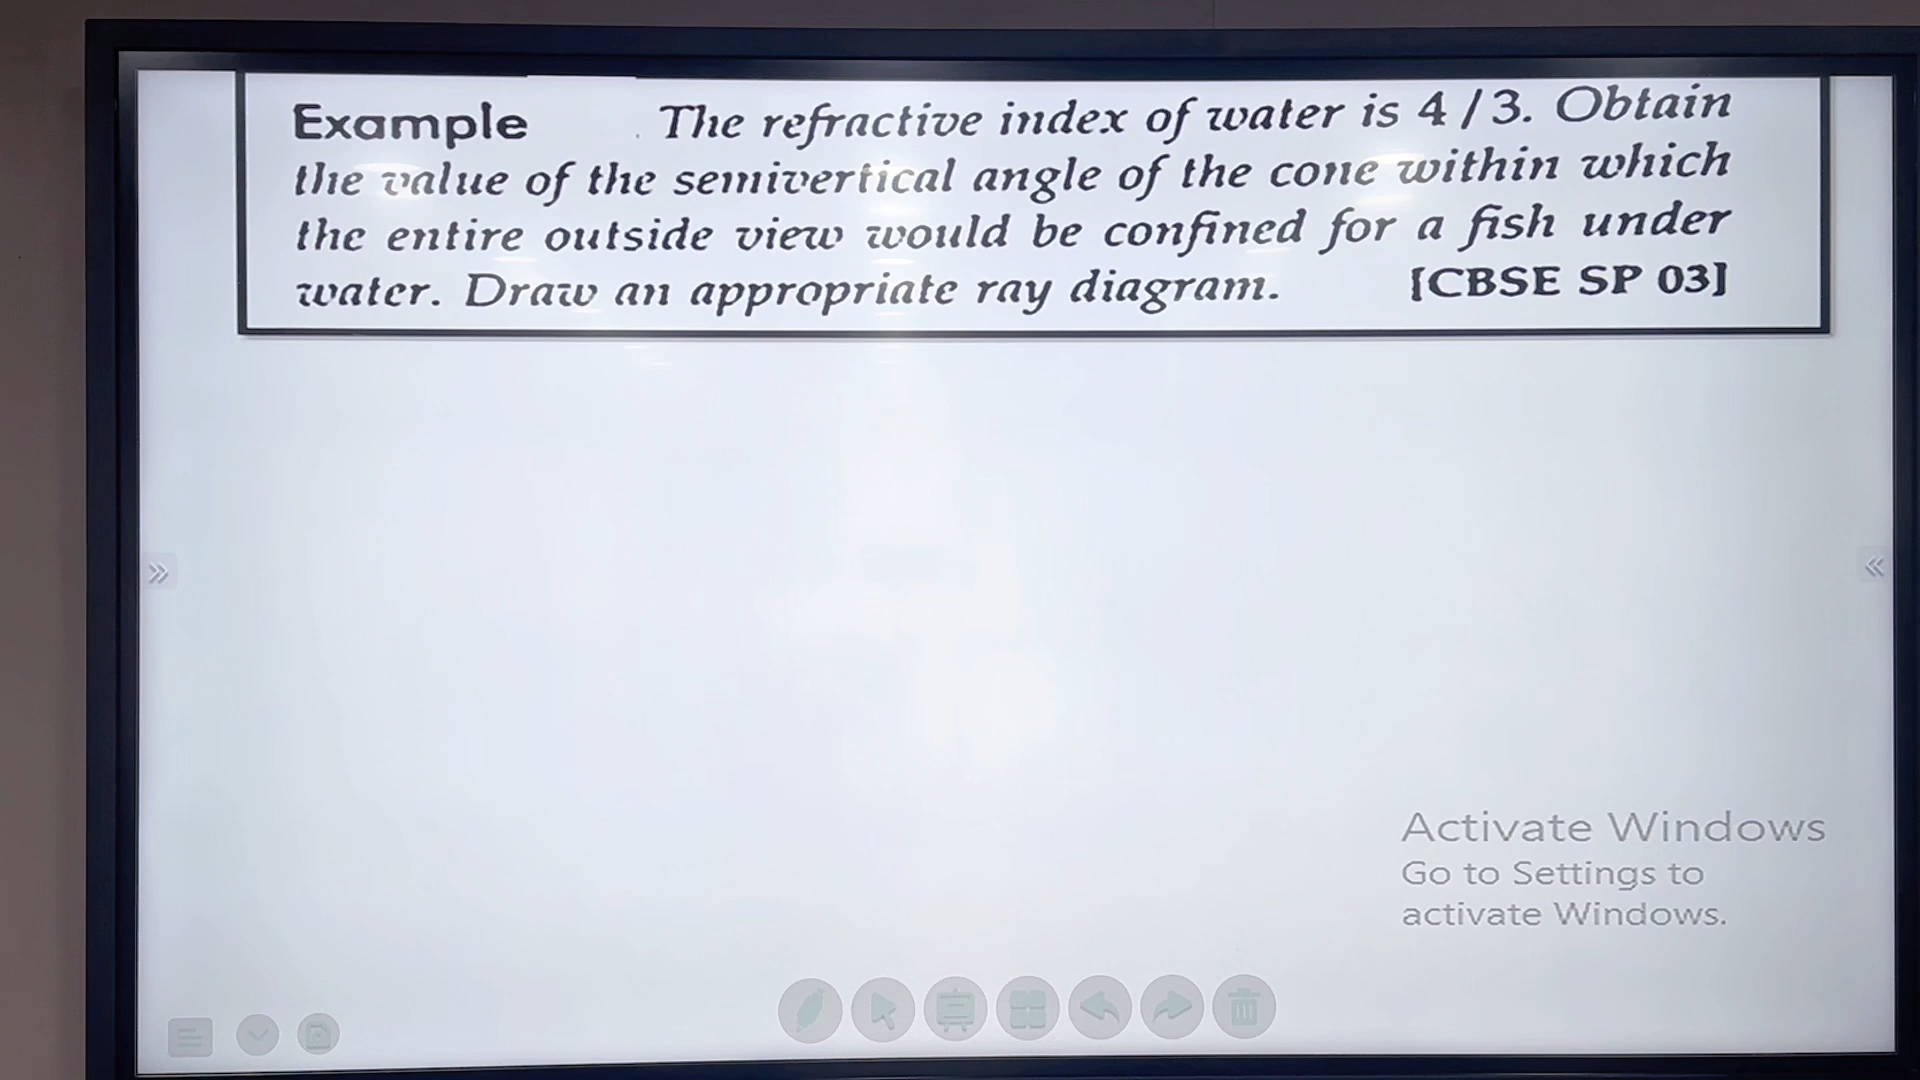 Example . The refractive index of water is 4 / 3. Obtain
the value of the semivertical angle of the cone within which
the entire outside view would be confined for a fish under
water. Draw an appropriate ray diagram. [CBSE SP 03]
Activate Windows
Go to Settings to
activate Windows.